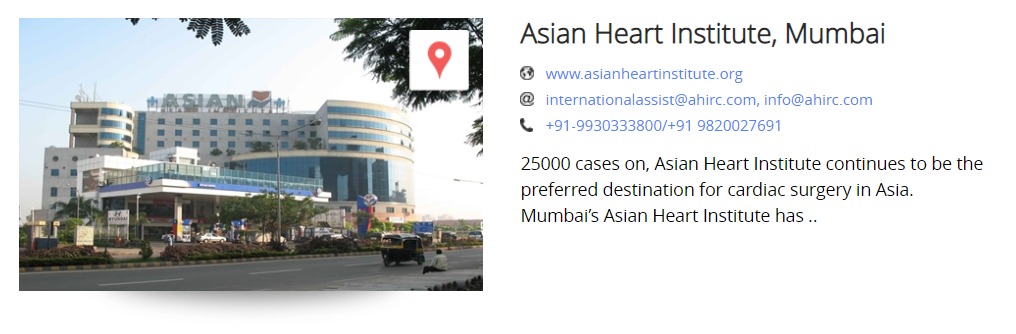 ASIAN
HYUNDAI
Asian Heart Institute, Mumbai
www.asianheartinstitute.org
internationalassist@ahirc.com, info@ahirc.com
+91-9930333800/+91 9820027691
25000 cases on, Asian Heart Institute continues to be the
preferred destination for cardiac surgery in Asia.
Mumbai’s Asian Heart Institute has ..